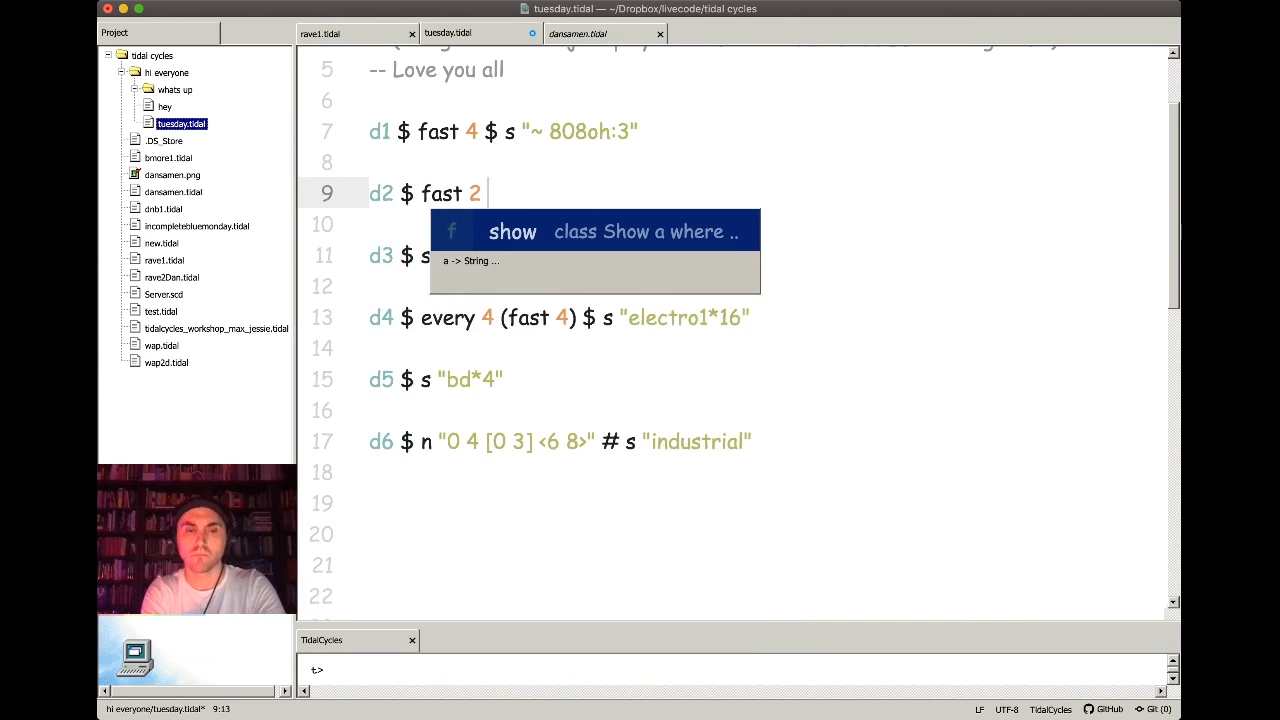 tuesday.tidal — ~/Dropbox/livecode/tidal cycles
Project
rave1.tidal
tuesday.tidal
dansamen.tidal
tidal cycles
hi everyone
whats up
hey
tuesday.tidal
.DS_Store
bmore1.tidal
dansamen.png
dansamen.tidal
dnb1.tidal
incompletebluemonday.tidal
new.tidal
rave1.tidal
rave2Dan.tidal
Server.scd
test.tidal
tidalcycles_workshop_max_jessie.tidal
wap.tidal
wap2d.tidal
5 -- Love you all
6
7 d1 $ fast 4 $ s "~ 808oh:3"
8
9 d2 $ fast 2
f show class Show a where ..
10
11 d3 $ s
a -> String ...
12
13 d4 $ every 4 (fast 4) $ s "electro1*16"
14
15 d5 $ s "bd*4"
16
17 d6 $ n "0 4 [0 3] <6 8>" # s "industrial"
18
19
20
21
22
TidalCycles
t>
hi everyone/tuesday.tidal* 9:13
LF UTF-8 TidalCycles GitHub Git (0)